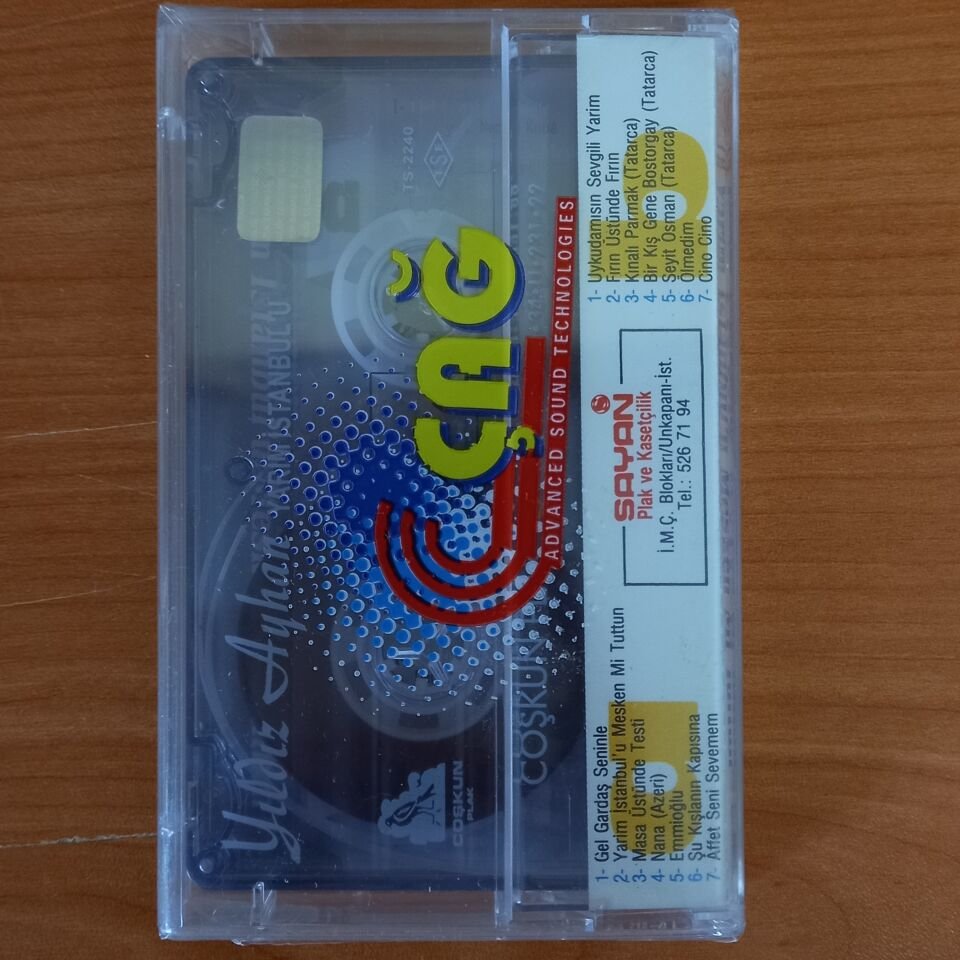 Yıldız Ayhan
YARİM İSTANBUL'U
TS-2240
TSE
ÇAĞ
ADVANCED SOUND TECHNOLOGIES
COŞKUN
PLAK
COŞKUN
1- Gel Gardaş Seninle
2- Yarim İstanbul'u Mesken Mi Tuttun
3- Masa Üstünde Testi
4- Nana (Azeri)
5- Emmioğlu
6- Şu Kışlanın Kapısına
7- Affet Seni Sevemem
SAYAN
Plak ve Kasetçilik
İ.M.Ç. Blokları/Unkapanı-İst.
Tel.: 526 71 94
1- Uykudamısın Sevgili Yarim
2- Fırın Üstünde Fırın
3- Kınalı Parmak (Tatarca)
4- Bir Kış Gene Bostorgay (Tatarca)
5- Seyit Osman (Tatarca)
6- Ölmedim
7- Cino Cino